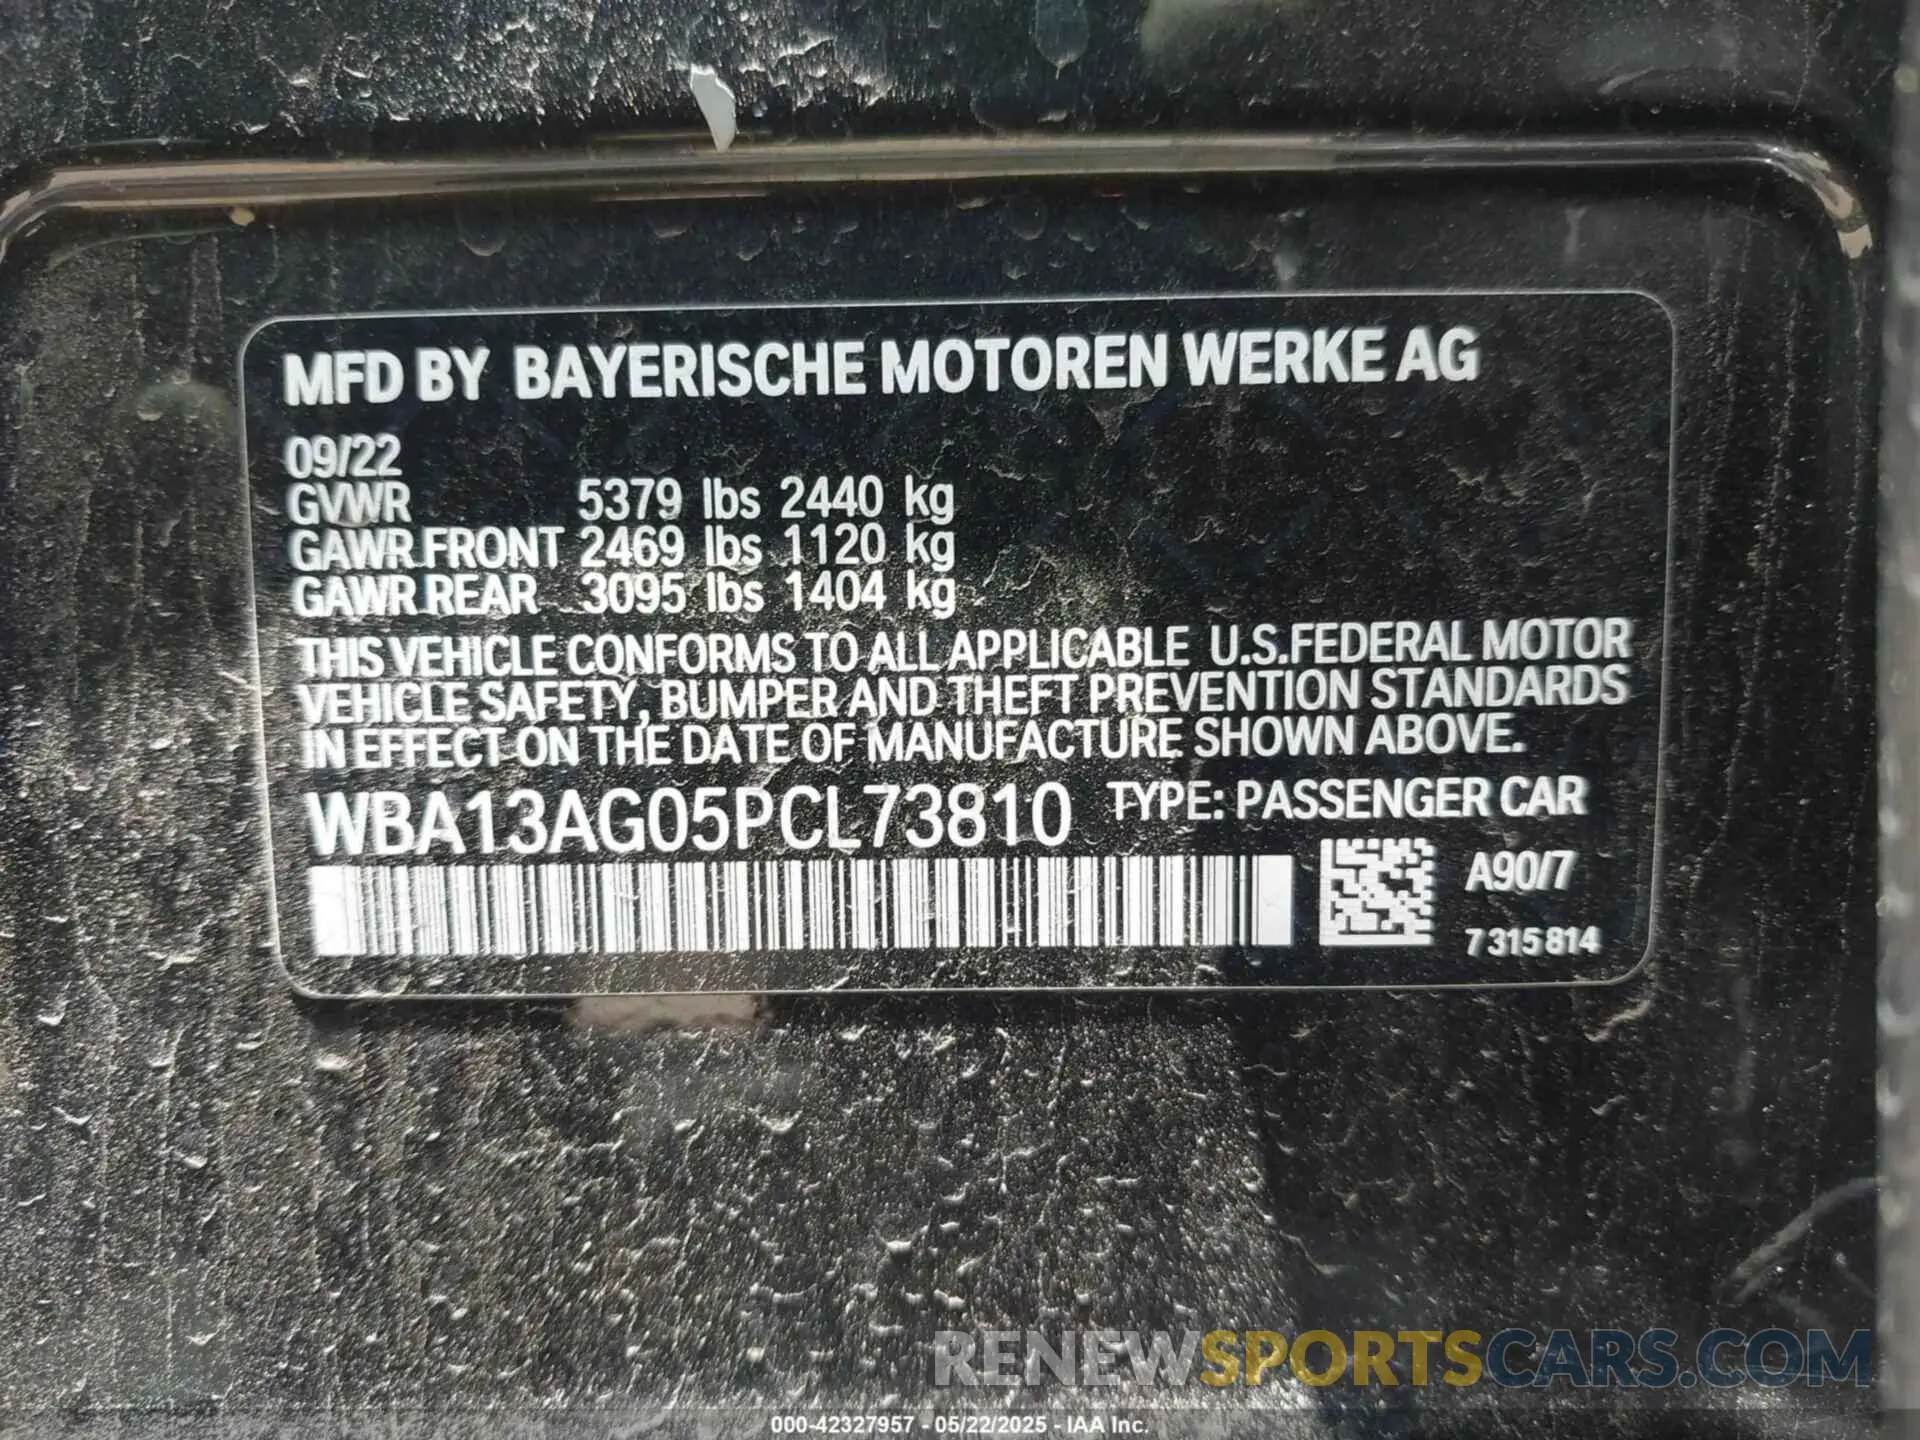 MFD BY BAYERISCHE MOTOREN WERKE AG
09/22
GVWR 5379 lbs 2440 kg
GAWR FRONT 2469 lbs 1120 kg
GAWR REAR 3095 lbs 1404 kg
THIS VEHICLE CONFORMS TO ALL APPLICABLE U.S.FEDERAL MOTOR
VEHICLE SAFETY, BUMPER AND THEFT PREVENTION STANDARDS
IN EFFECT ON THE DATE OF MANUFACTURE SHOWN ABOVE.
WBA13AG05PCL73810 TYPE: PASSENGER CAR
A90/7
7 315 814
RENEWSPORTSCARS.COM
000-42327957 - 05/22/2025 - IAA Inc.